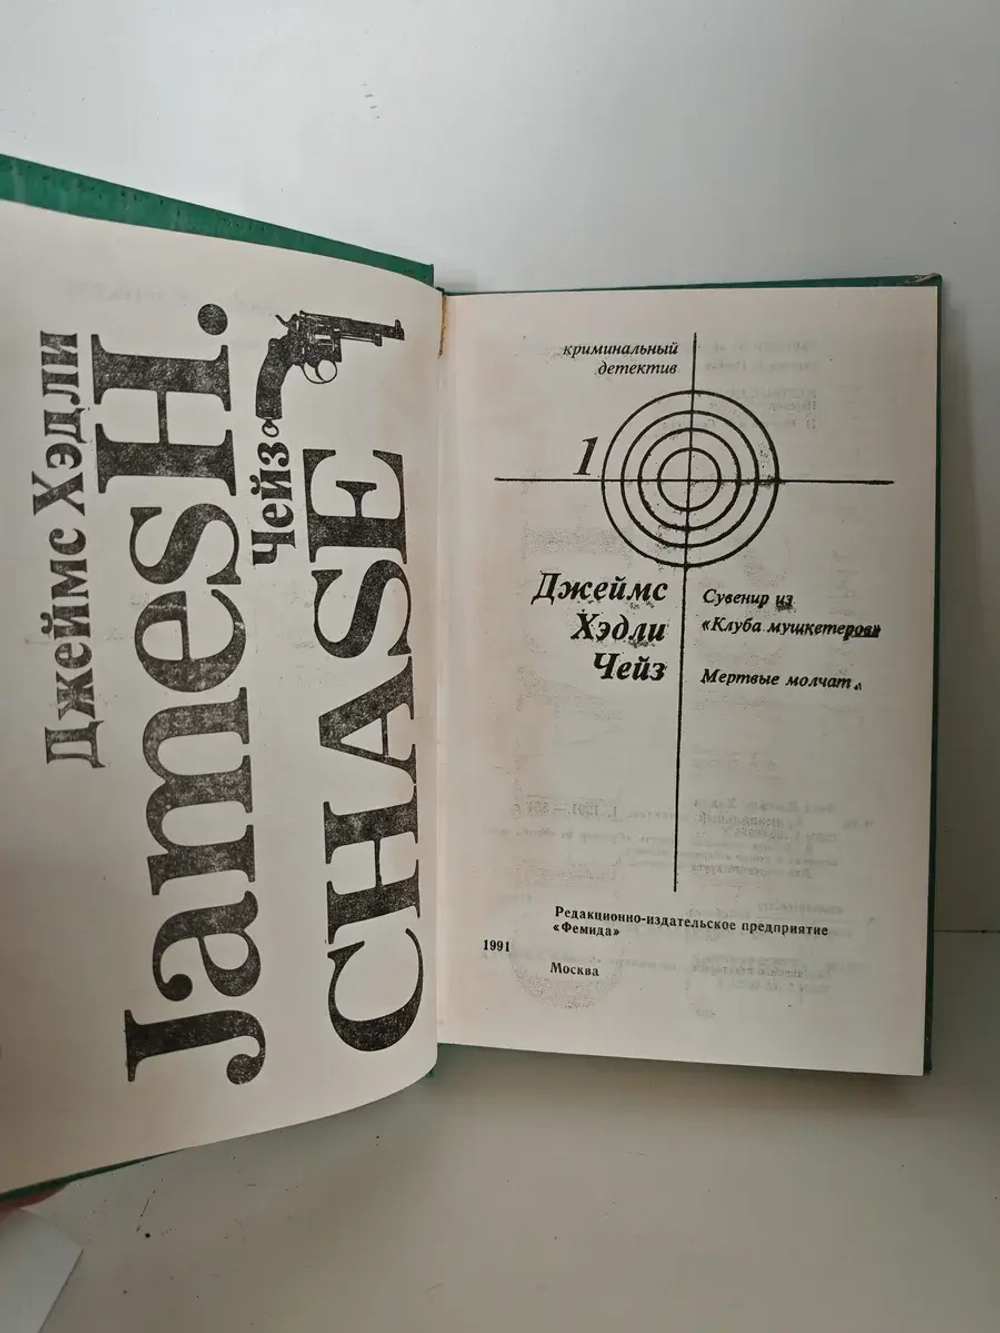 Джеймс Хэдли
James H.
Чейз
CHASE
криминальный
детектив
1
Джеймс
Хэдли
Чейз
Сувенир из
«Клуба мушкетеров»
Мертвые молчат
Редакционно-издательское предприятие
«Фемида»
1991
Москва